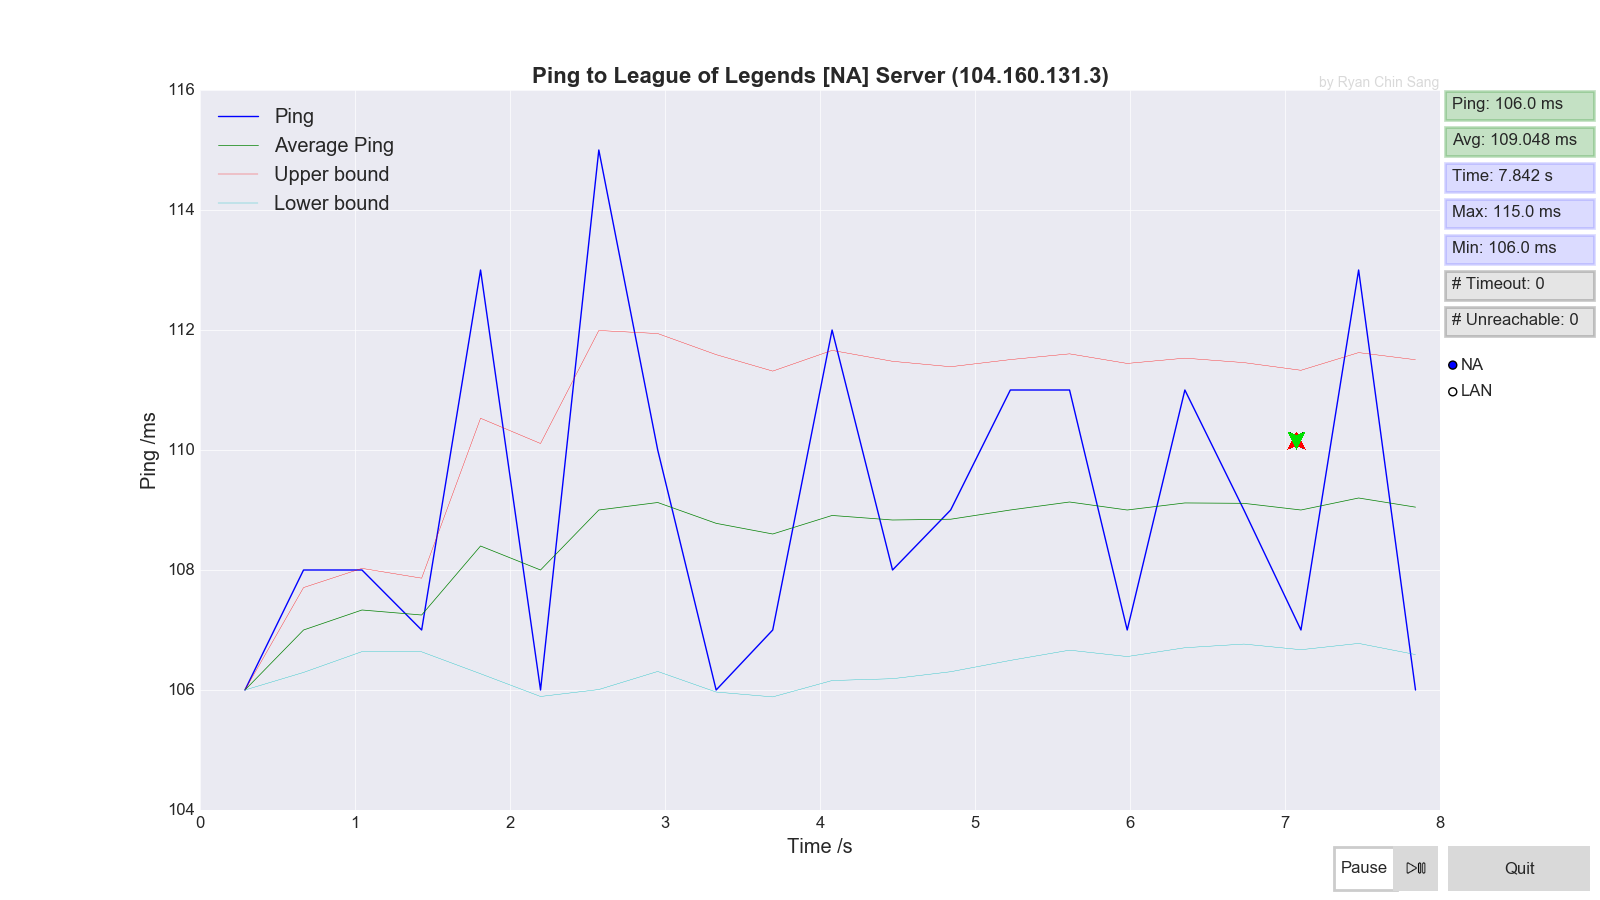 Ping to League of Legends [NA] Server (104.160.131.3)
by Ryan Chin Sang
Ping
Average Ping
Upper bound
Lower bound
116
114
112
110
108
106
104
Ping /ms
0 1 2 3 4 5 6 7 8
Time /s
Ping: 106.0 ms
Avg: 109.048 ms
Time: 7.842 s
Max: 115.0 ms
Min: 106.0 ms
# Timeout: 0
# Unreachable: 0
NA
LAN
Pause
Quit